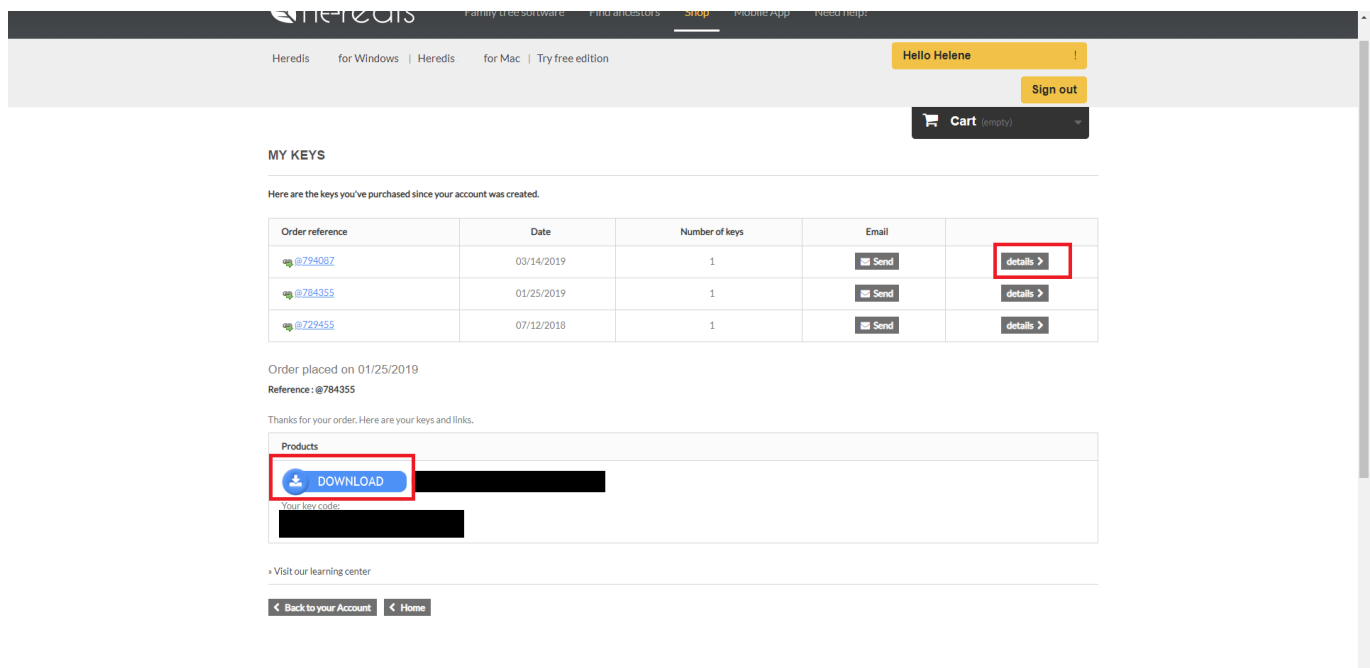 Heredis Family tree software Find ancestors Shop Mobile App Need help?
Heredis for Windows | Heredis for Mac | Try free edition
Hello Helene !
Sign out
Cart (empty)
MY KEYS
Here are the keys you've purchased since your account was created.
Order reference Date Number of keys Email
@794087 03/14/2019 1 Send details
@784355 01/25/2019 1 Send details
@729455 07/12/2018 1 Send details
Order placed on 01/25/2019
Reference : @784355
Thanks for your order. Here are your keys and links.
Products
DOWNLOAD
Your key code:
» Visit our learning center
Back to your Account Home